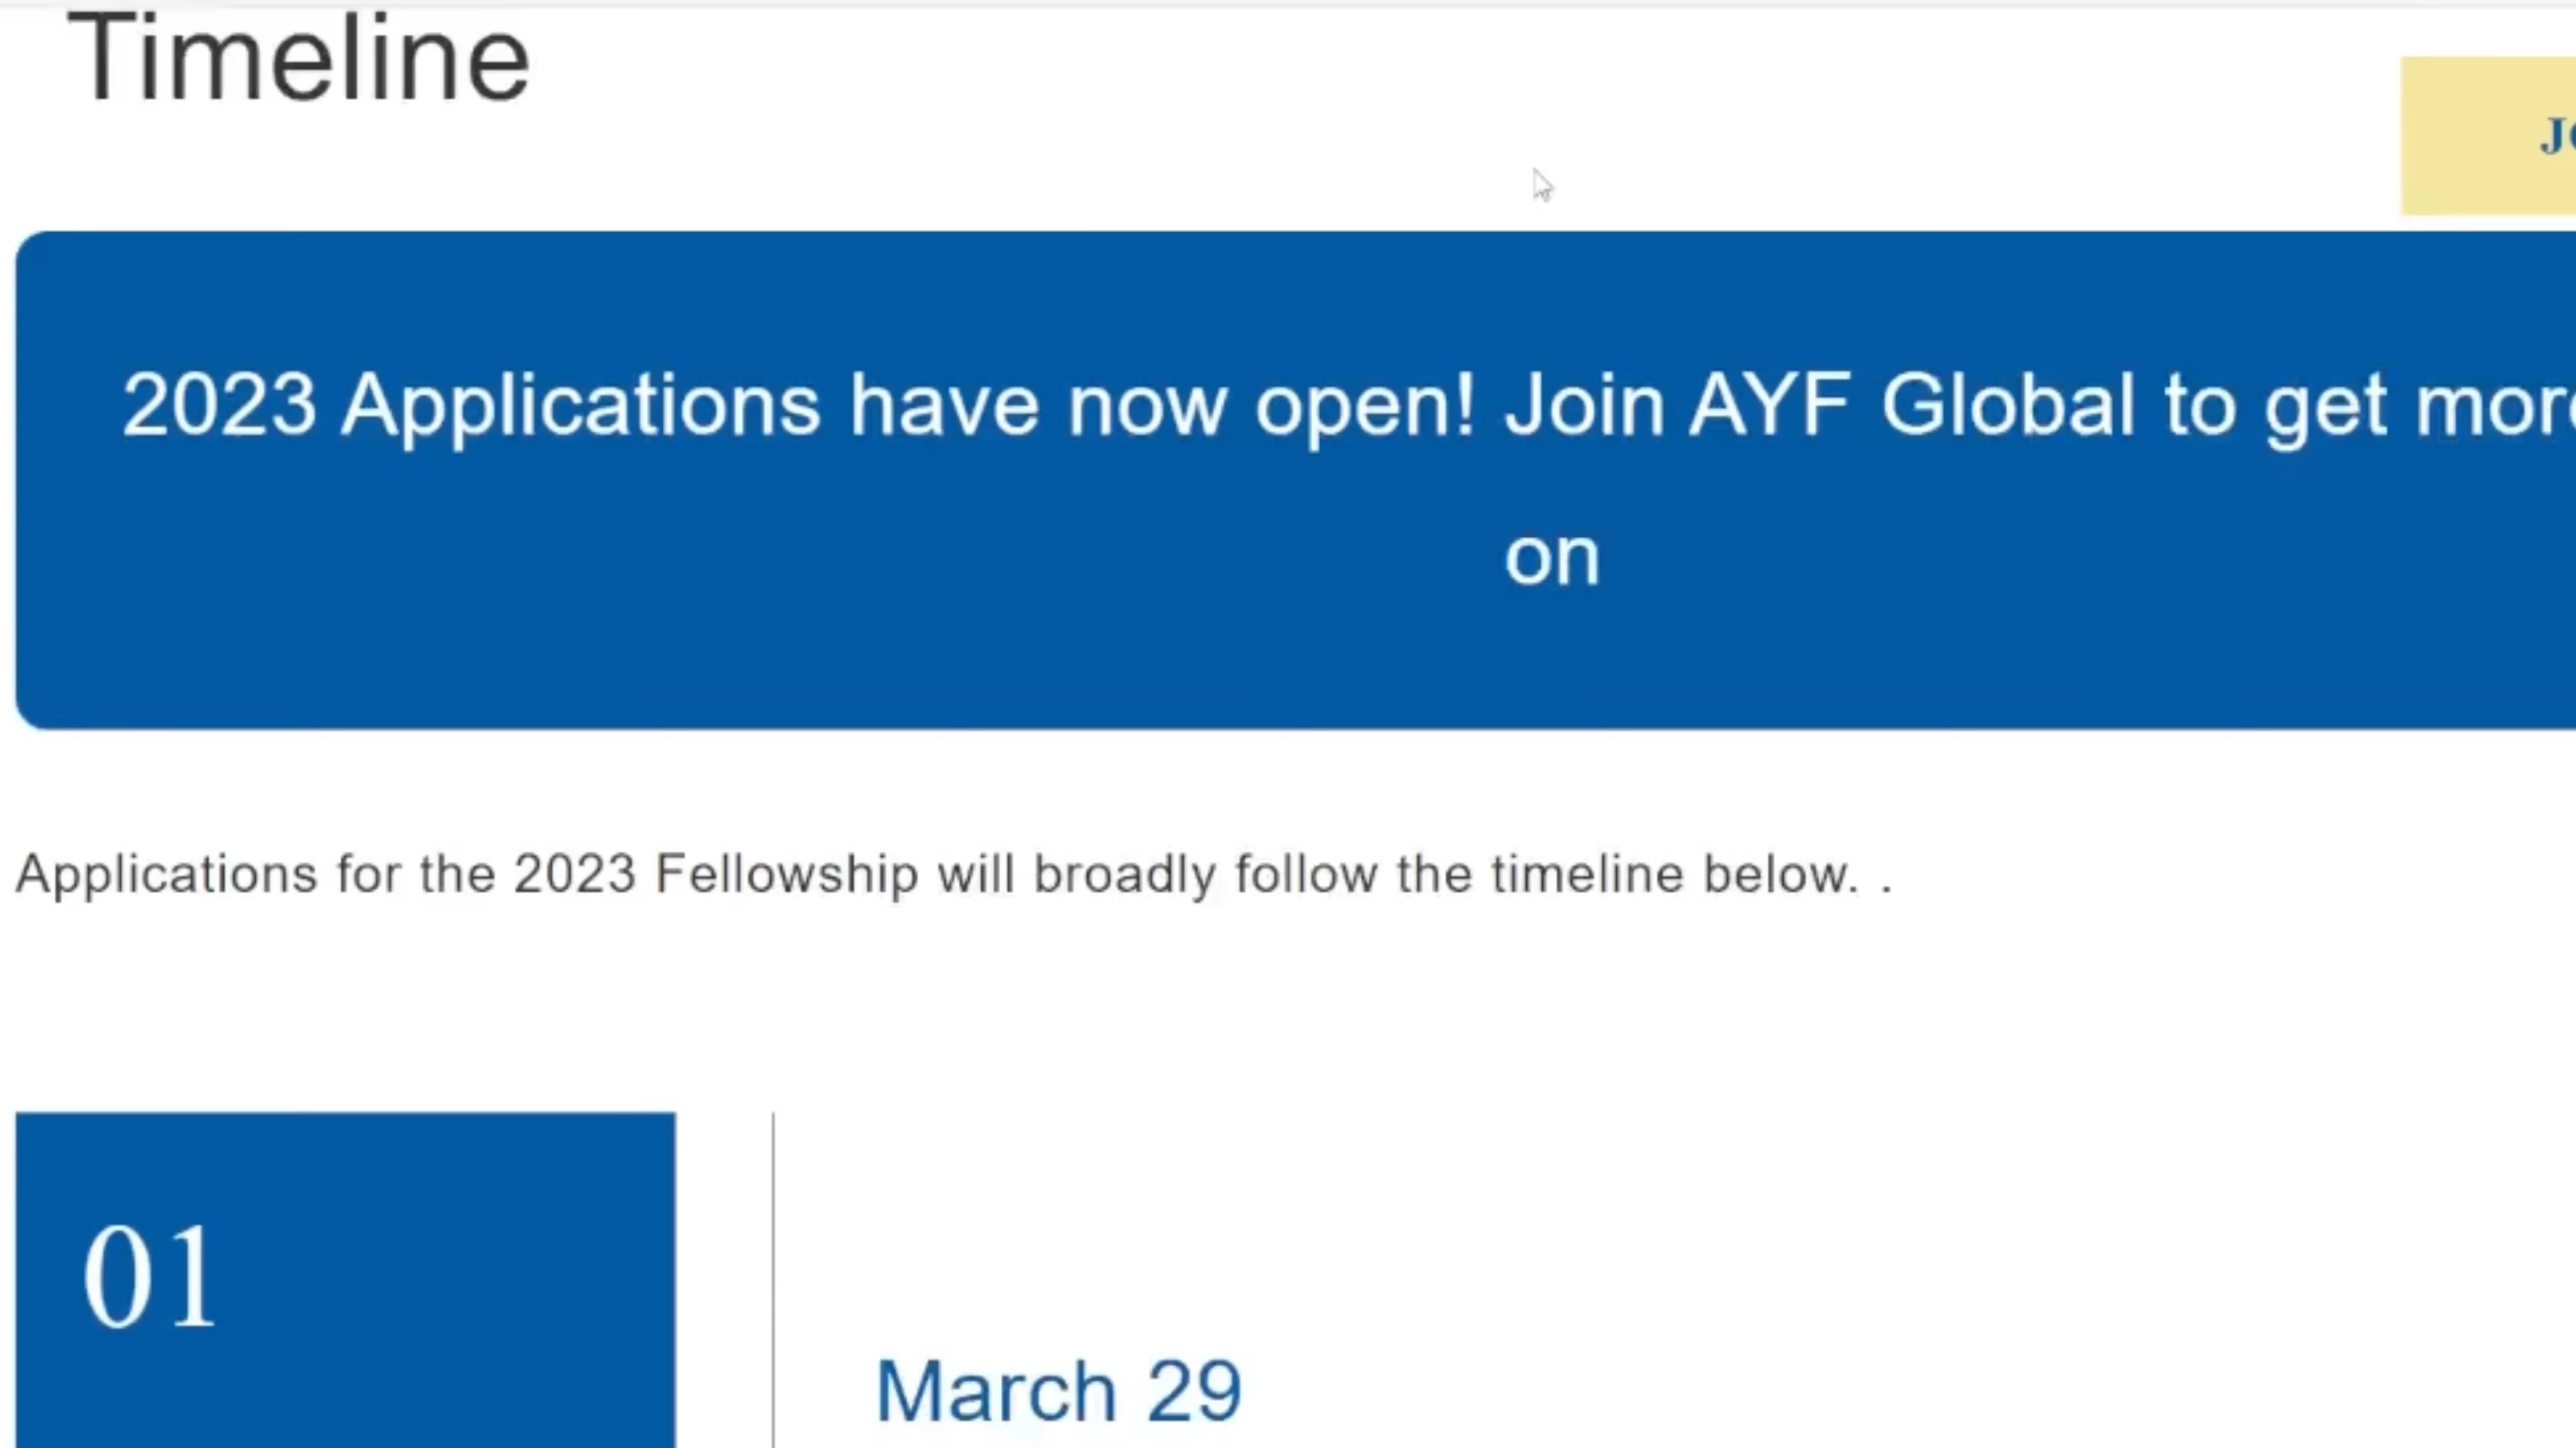 Timeline
2023 Applications have now open! Join AYF Global to get
on
Applications for the 2023 Fellowship will broadly follow the timeline below. .
01
March 29